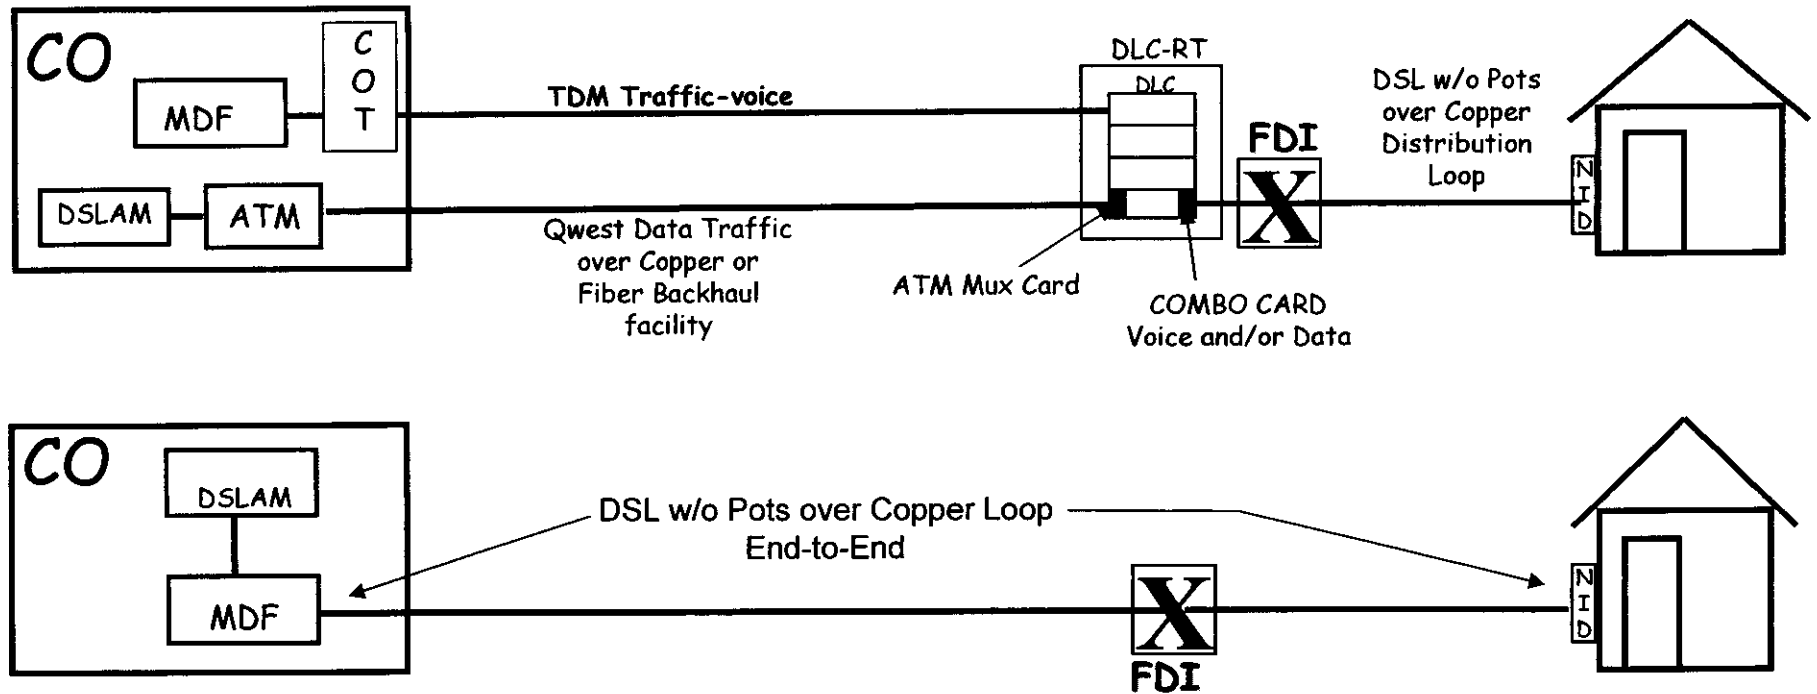 CO
C
O
T
MDF
DSLAM
ATM
TDM Traffic-voice
Qwest Data Traffic
over Copper or
Fiber Backhaul
facility
DLC-RT
DLC
ATM Mux Card
COMBO CARD
Voice and/or Data
FDI
X
DSL w/o Pots
over Copper
Distribution
Loop
N
I
D
CO
DSLAM
MDF
DSL w/o Pots over Copper Loop
End-to-End
X
FDI
N
I
D